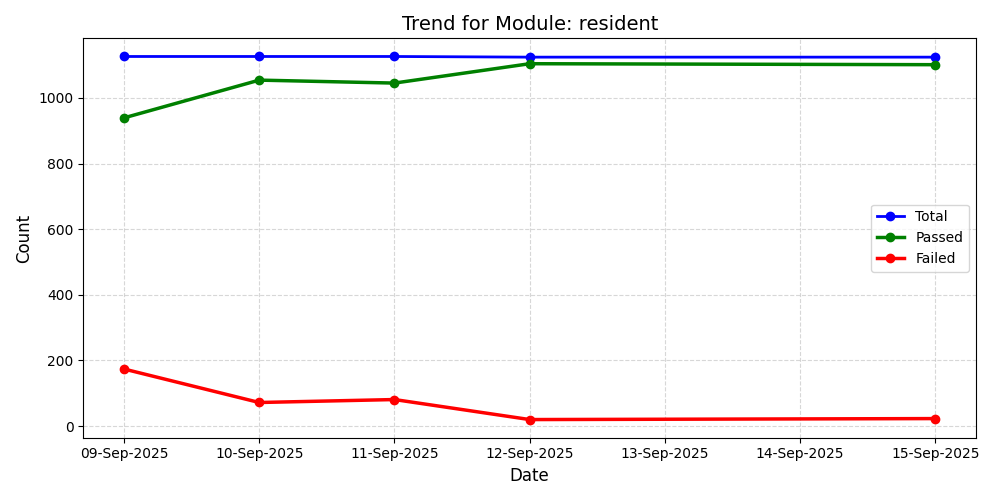 Trend for Module: resident
1000
800
600
400
200
0
Count
Total
Passed
Failed
09-Sep-2025
10-Sep-2025
11-Sep-2025
12-Sep-2025
13-Sep-2025
14-Sep-2025
15-Sep-2025
Date